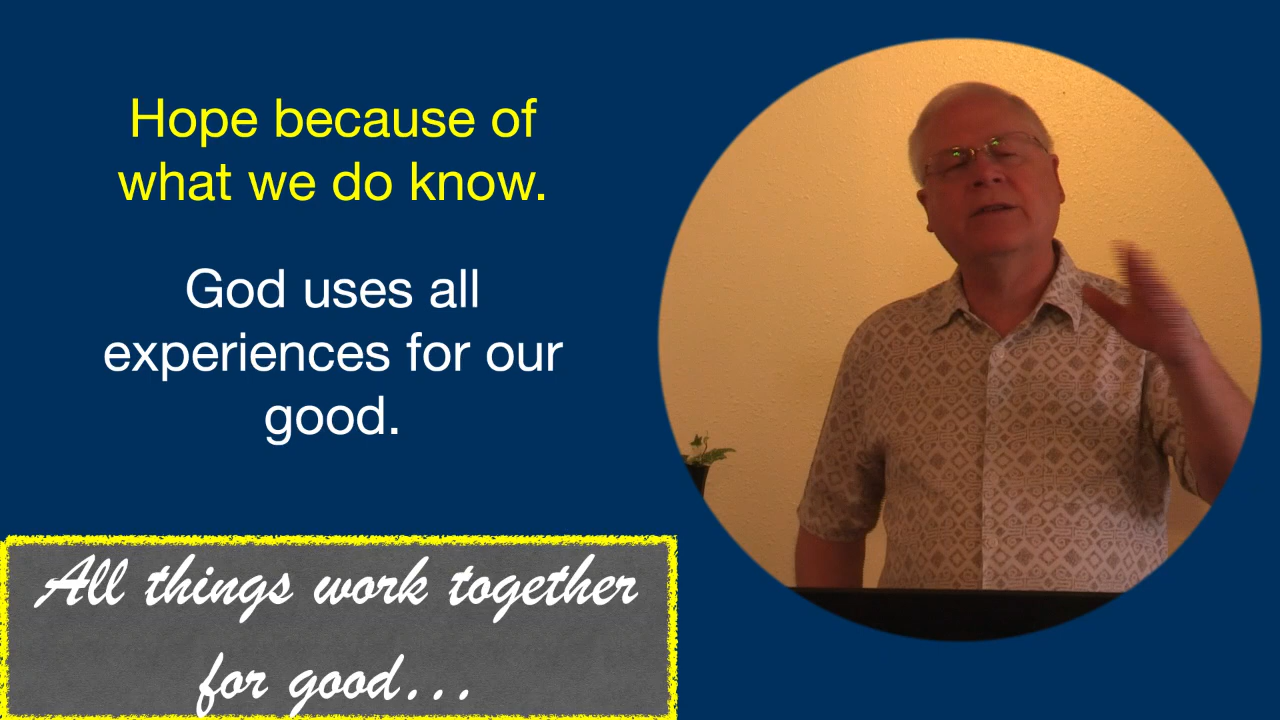 Hope because of
what we do know.
God uses all
experiences for our
good.
All things work together
for good...